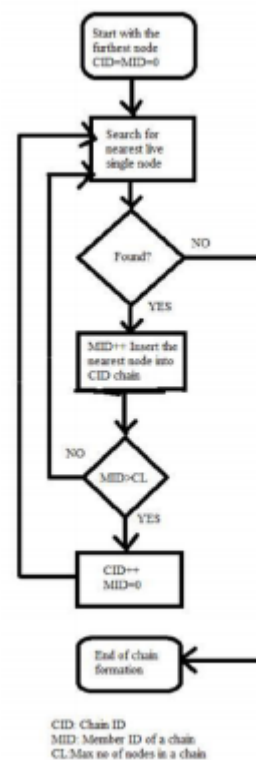 Start with the
furthest node
CID=MID=0
Search for
nearest live
single node
Found?
NO
YES
MID++ Insert the
nearest node into
CID chain
NO
MID>CL
YES
CID++
MID=0
End of chain
formation
CID: Chain ID
MID: Member ID of a chain
CL:Max no of nodes in a chain